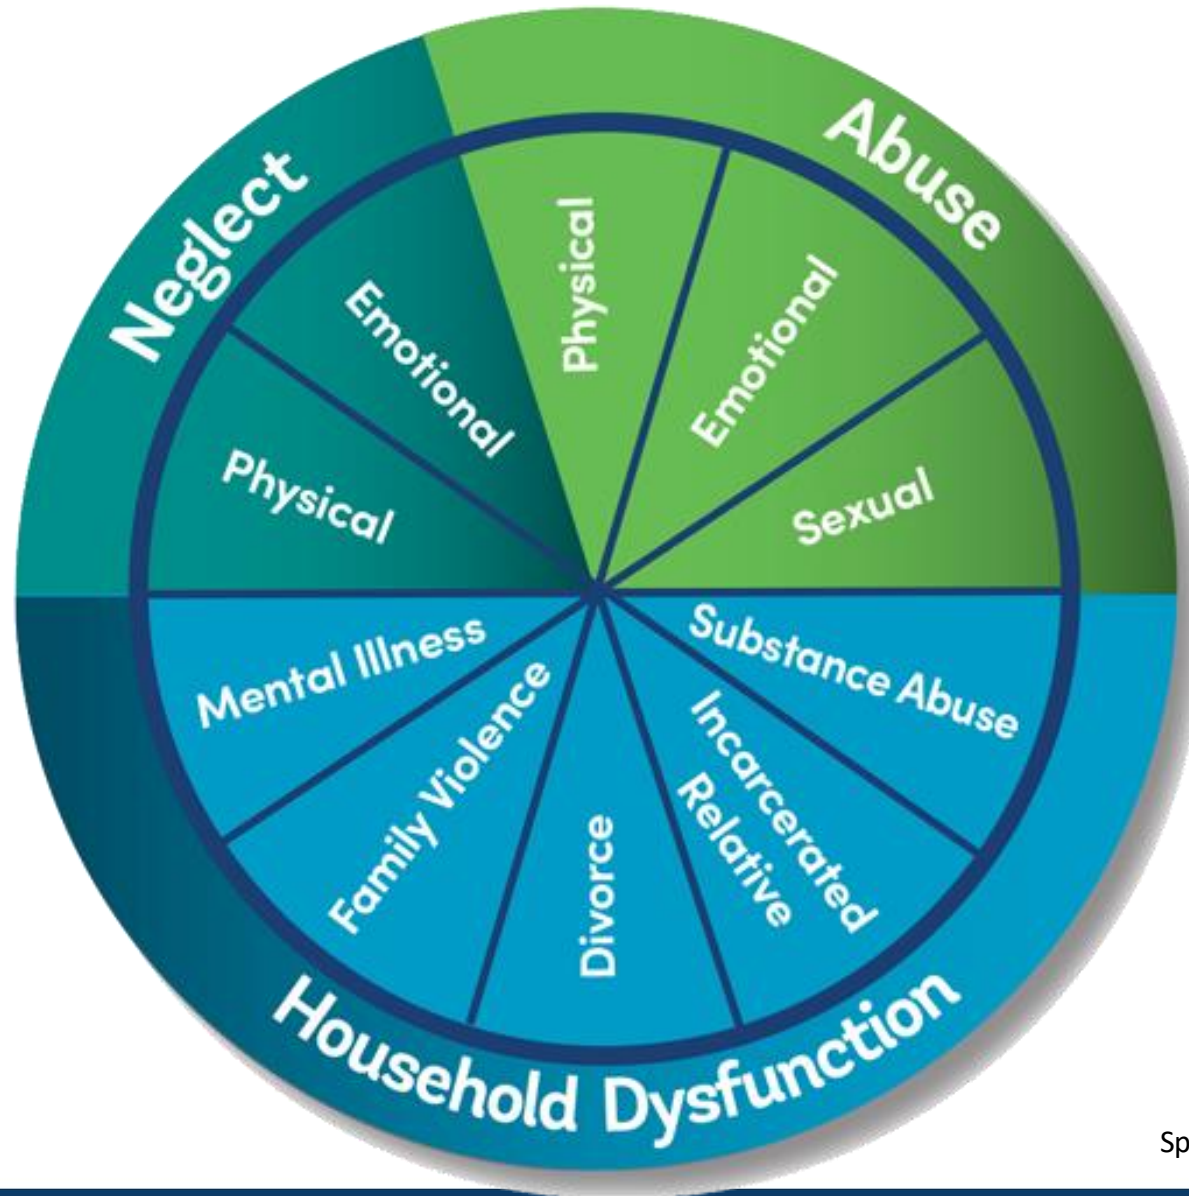 Abuse
Physical
Emotional
Sexual
Neglect
Emotional
Physical
Household Dysfunction
Mental Illness
Family Violence
Divorce
Incarcerated
Relative
Substance Abuse
Sp